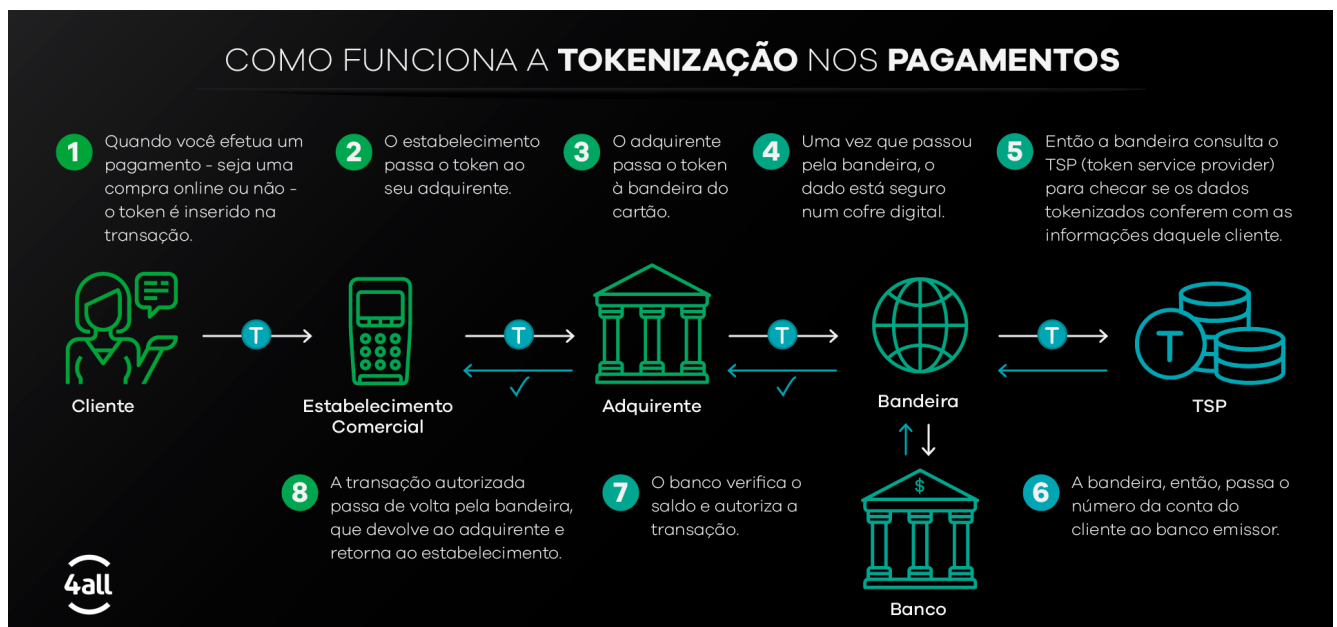 COMO FUNCIONA A TOKENIZAÇÃO NOS PAGAMENTOS
1
Quando você efetua um
pagamento - seja uma
compra online ou não -
o token é inserido na
transação.
2
O estabelecimento
passa o token ao
seu adquirente.
3
O adquirente
passa o token
à bandeira do
cartão.
4
Uma vez que passou
pela bandeira, o
dado está seguro
num cofre digital.
5
Então a bandeira consulta o
TSP (token service provider)
para checar se os dados
tokenizados conferem com as
informações daquele cliente.
T
T
T
T
T
Cliente
Estabelecimento
Comercial
Adquirente
Bandeira
TSP
8
A transação autorizada
passa de volta pela bandeira,
que devolve ao adquirente e
retorna ao estabelecimento.
7
O banco verifica o
saldo e autoriza a
transação.
$
Banco
6
A bandeira, então, passa o
número da conta do
cliente ao banco emissor.
4all